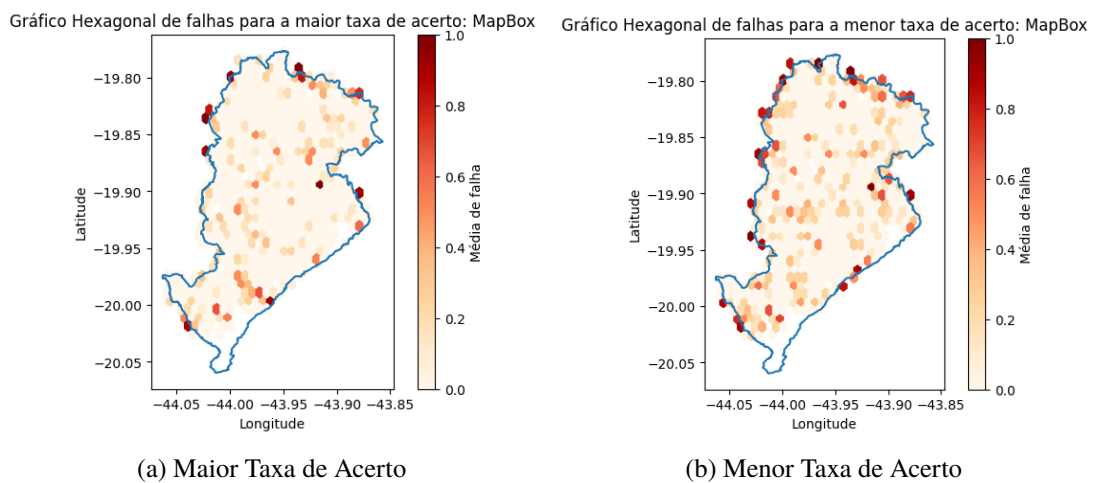 Gráfico Hexagonal de falhas para a maior taxa de acerto: MapBox
−19.80
−19.85
−19.90
−19.95
−20.00
−20.05
Latitude
−44.05 −44.00 −43.95 −43.90 −43.85
Longitude
1.0
0.8
0.6
0.4
0.2
0.0
Média de falha
(a) Maior Taxa de Acerto
Gráfico Hexagonal de falhas para a menor taxa de acerto: MapBox
−19.80
−19.85
−19.90
−19.95
−20.00
−20.05
Latitude
−44.05 −44.00 −43.95 −43.90 −43.85
Longitude
1.0
0.8
0.6
0.4
0.2
0.0
Média de falha
(b) Menor Taxa de Acerto